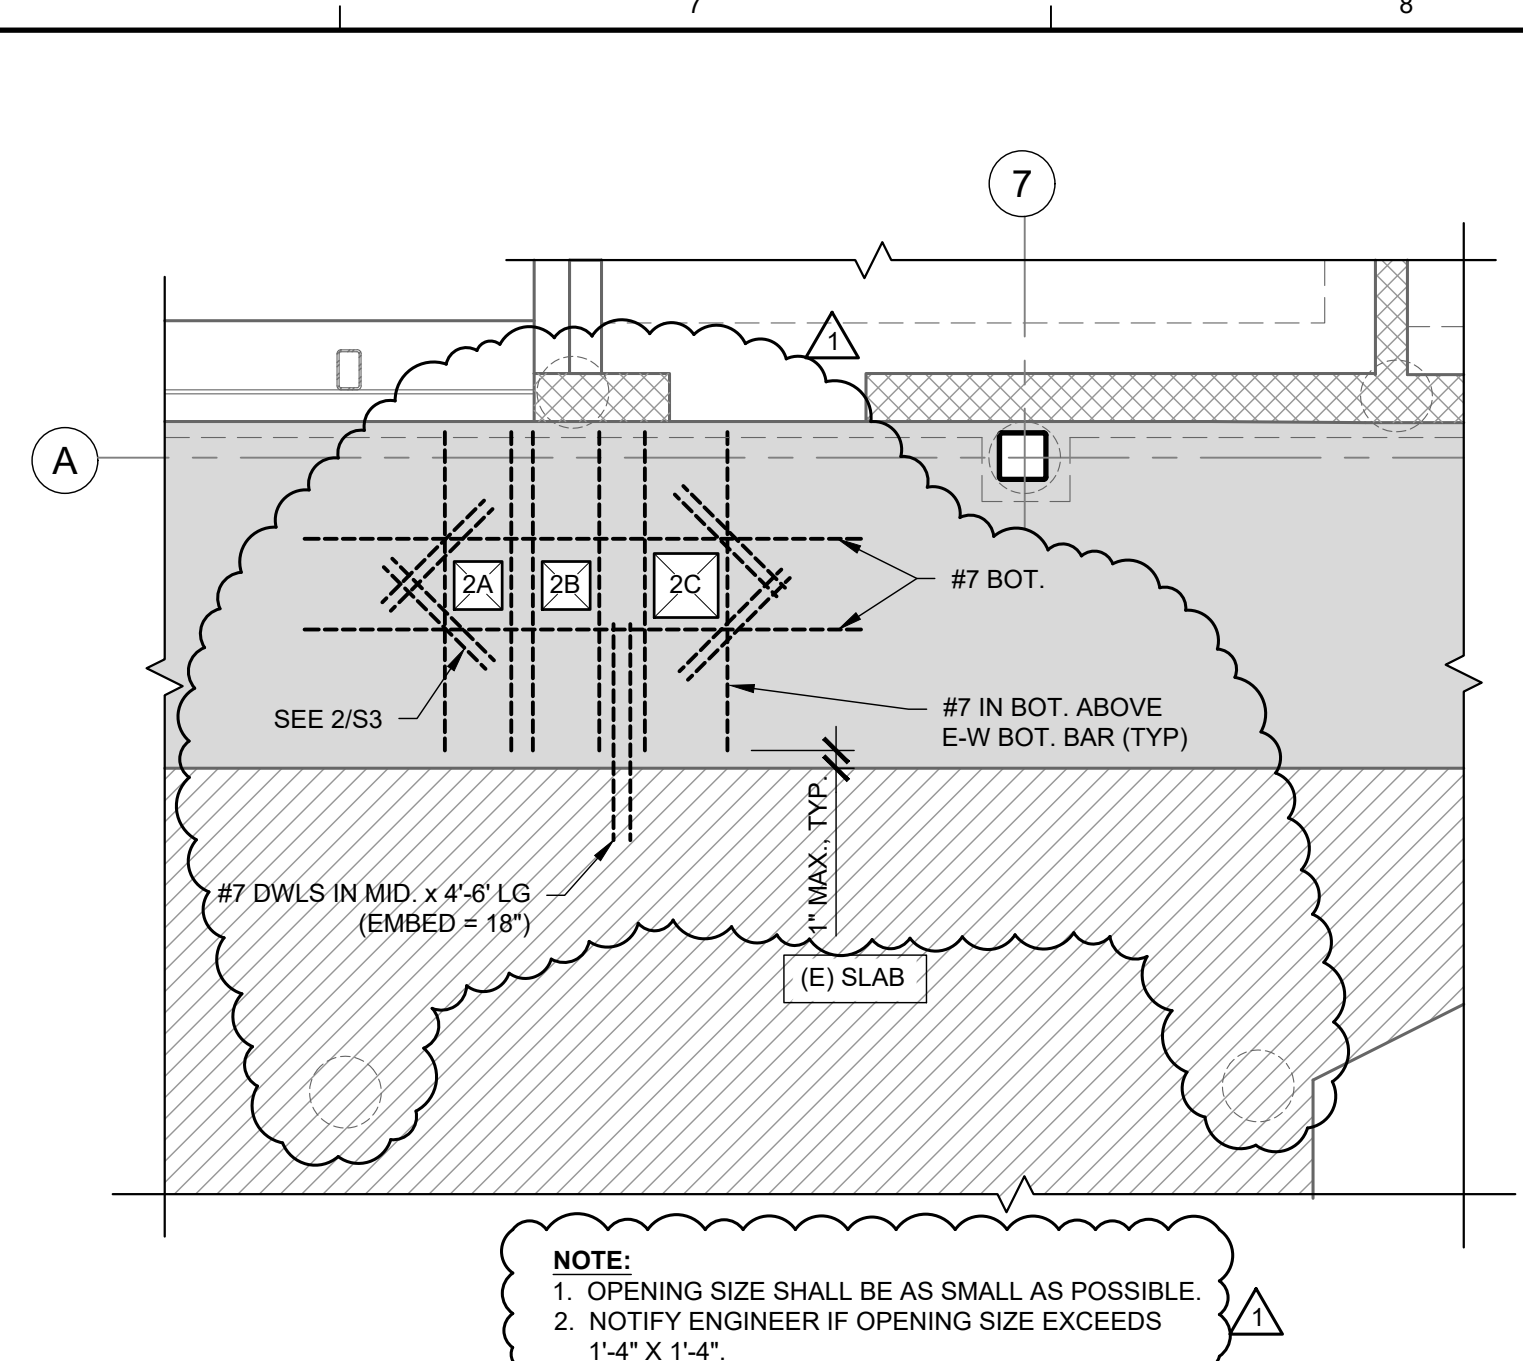 7
8
7
1
A
2A
2B
2C
#7 BOT.
SEE 2/S3
#7 IN BOT. ABOVE
E-W BOT. BAR (TYP)
1" MAX., TYP.
#7 DWLS IN MID. x 4'-6' LG
(EMBED = 18")
(E) SLAB
NOTE:
1. OPENING SIZE SHALL BE AS SMALL AS POSSIBLE.
2. NOTIFY ENGINEER IF OPENING SIZE EXCEEDS
1'-4" X 1'-4".
1